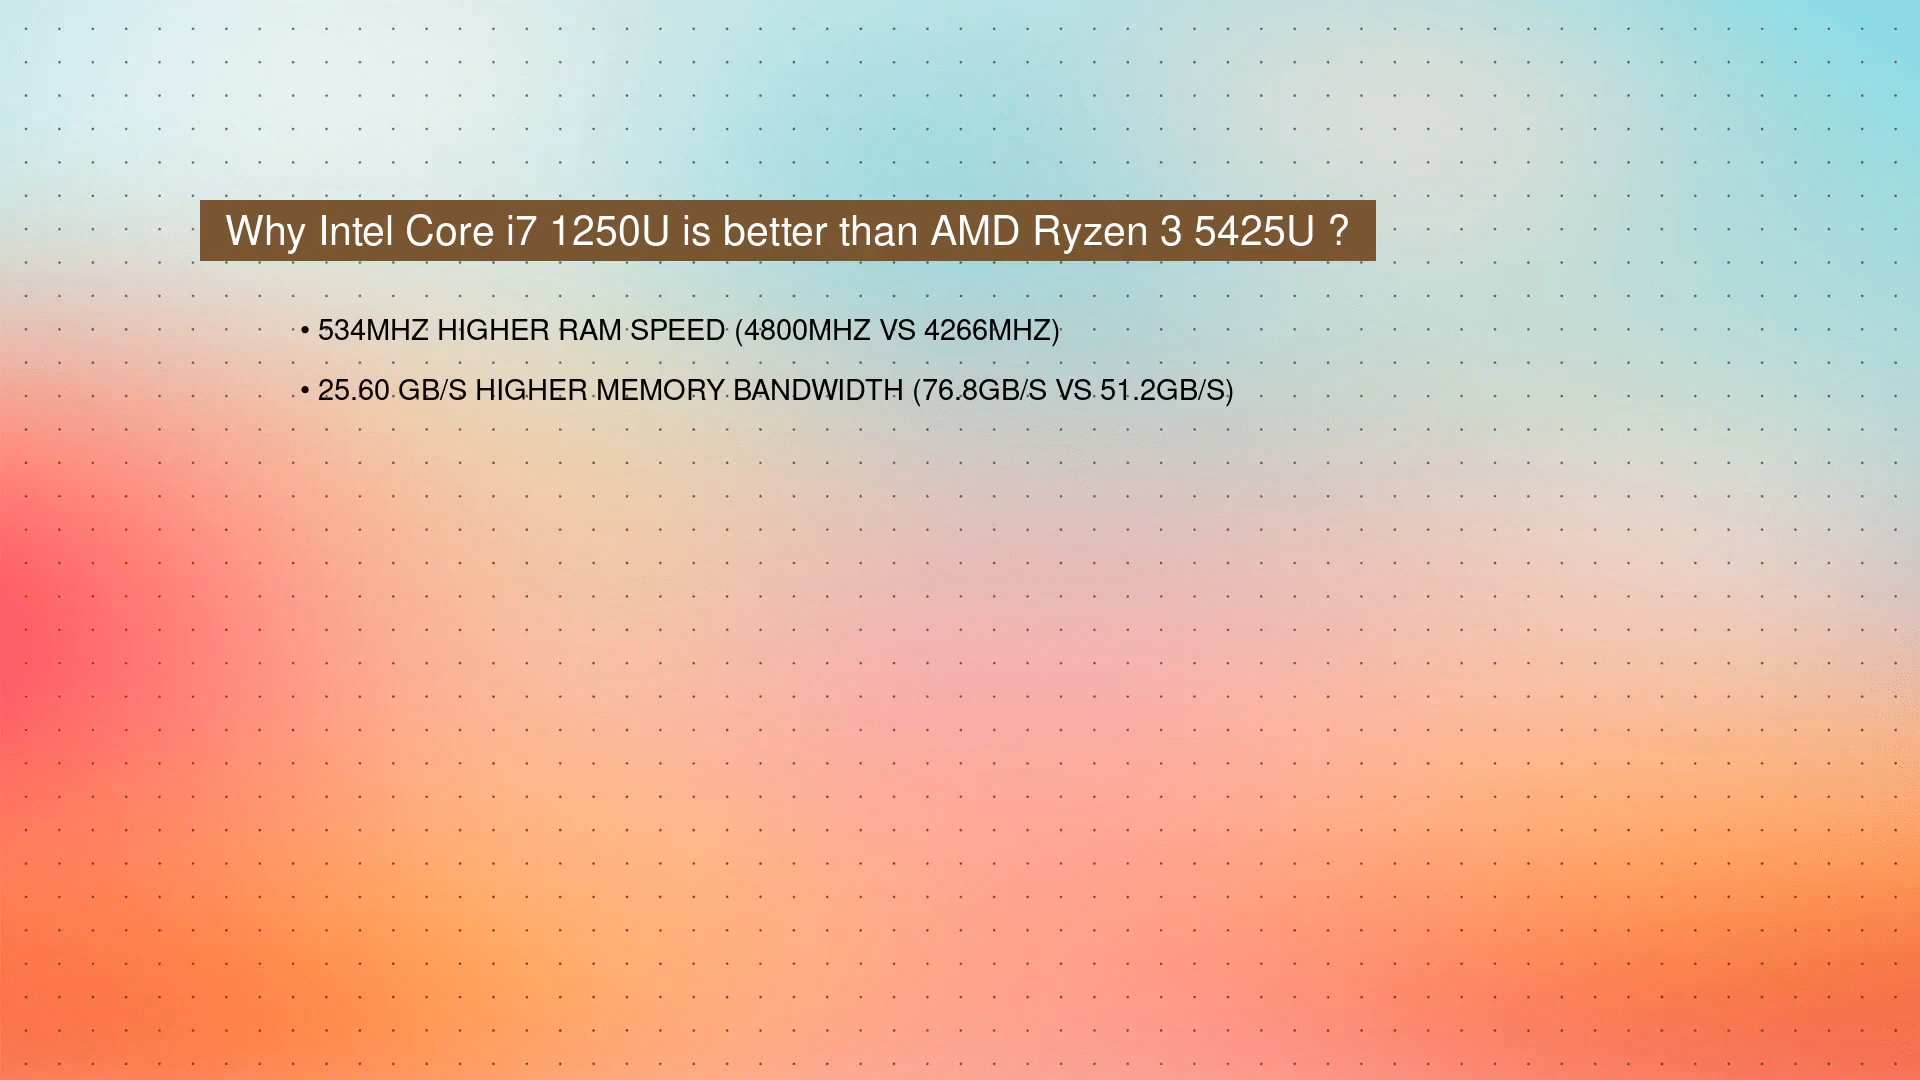 Why Intel Core i7 1250U is better than AMD Ryzen 3 5425U ?
• 534MHZ HIGHER RAM SPEED (4800MHZ VS 4266MHZ)
• 25.60 GB/S HIGHER MEMORY BANDWIDTH (76.8GB/S VS 51.2GB/S)